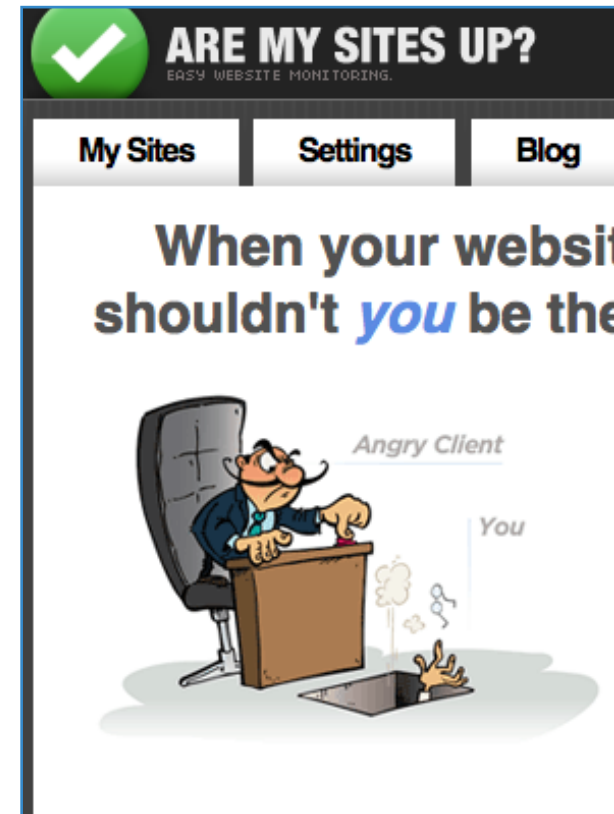 ARE MY SITES UP?
EASY WEBSITE MONITORING.
My Sites Settings Blog
When your websit
shouldn't you be the
Angry Client
You